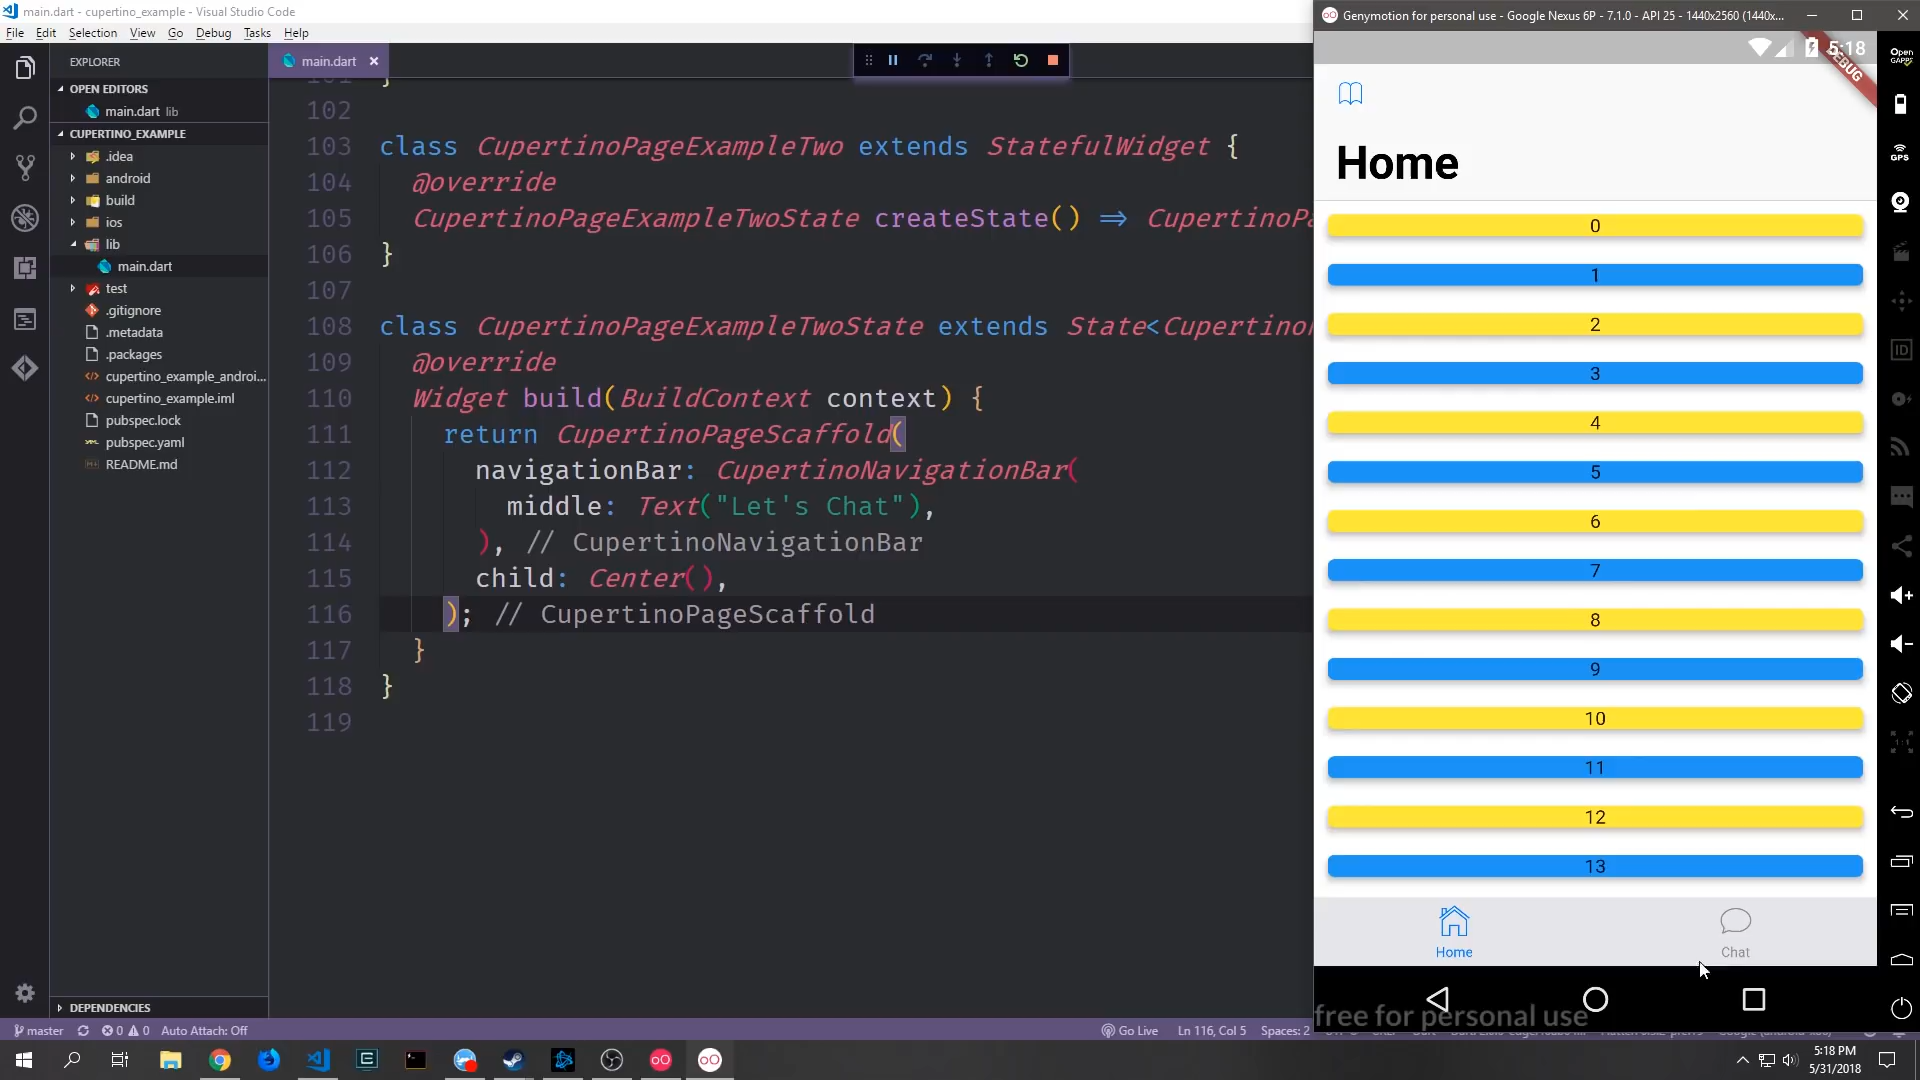 main.dart - cupertino_example - Visual Studio Code
File Edit Selection View Go Debug Tasks Help
EXPLORER
OPEN EDITORS
main.dart lib
CUPERTINO_EXAMPLE
.idea
android
build
ios
lib
main.dart
test
.gitignore
.metadata
.packages
cupertino_example_androi...
cupertino_example.iml
pubspec.lock
pubspec.yaml
README.md
DEPENDENCIES
main.dart
102
103 class CupertinoPageExampleTwo extends StatefulWidget {
104 @override
105 CupertinoPageExampleTwoState createState() => CupertinoPa
106 }
107
108 class CupertinoPageExampleTwoState extends State<Cupertino
109 @override
110 Widget build(BuildContext context) {
111 return CupertinoPageScaffold(
112 navigationBar: CupertinoNavigationBar(
113 middle: Text("Let's Chat"),
114 ), // CupertinoNavigationBar
115 child: Center(),
116 ); // CupertinoPageScaffold
117 }
118 }
119
Genymotion for personal use - Google Nexus 6P - 7.1.0 - API 25 - 1440x2560 (1440x...
5:18
DEBUG
Home
0
1
2
3
4
5
6
7
8
9
10
11
12
13
Home
Chat
free for personal use
Open
GAPPS
GPS
ID
1:1
master 0 0 Auto Attach: Off
Go Live Ln 116, Col 5 Spaces: 2
5:18 PM
5/31/2018